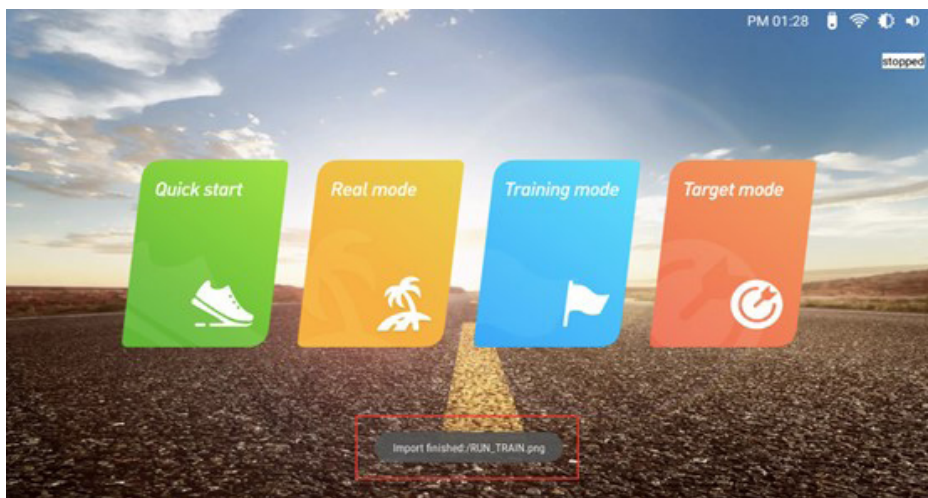 PM 01:28
stopped
Quick start
Real mode
Training mode
Target mode
Import finished:/RUN_TRAIN.png